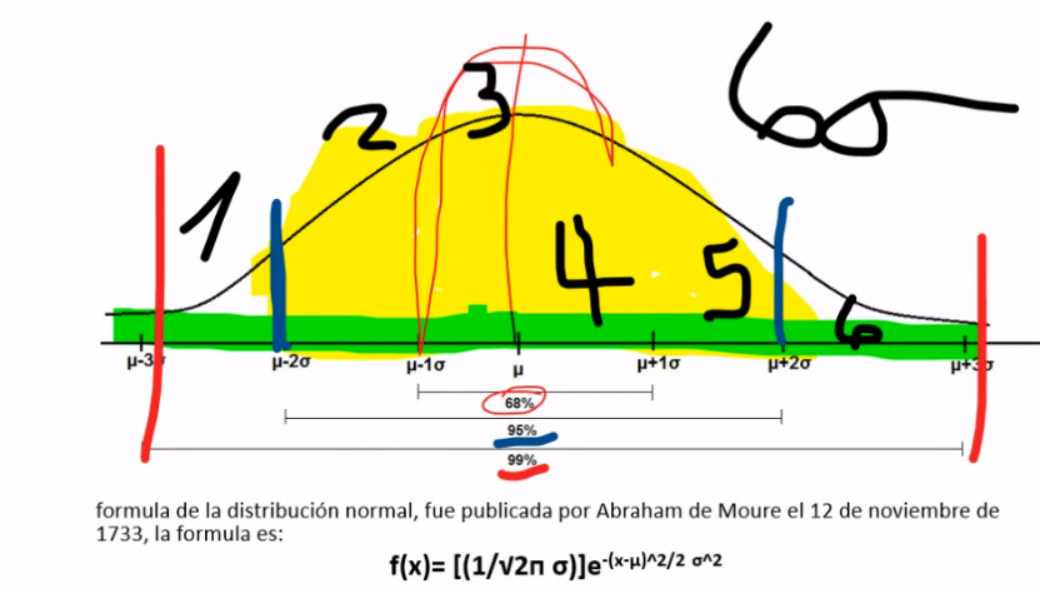 6σ
1 2 3 4 5 6
μ-3σ μ-2σ μ-1σ μ μ+1σ μ+2σ μ+3σ
68%
95%
99%
formula de la distribución normal, fue publicada por Abraham de Moure el 12 de noviembre de
1733, la formula es:
f(x)= [(1/√2π σ)]e-(x-μ)^2/2 σ^2